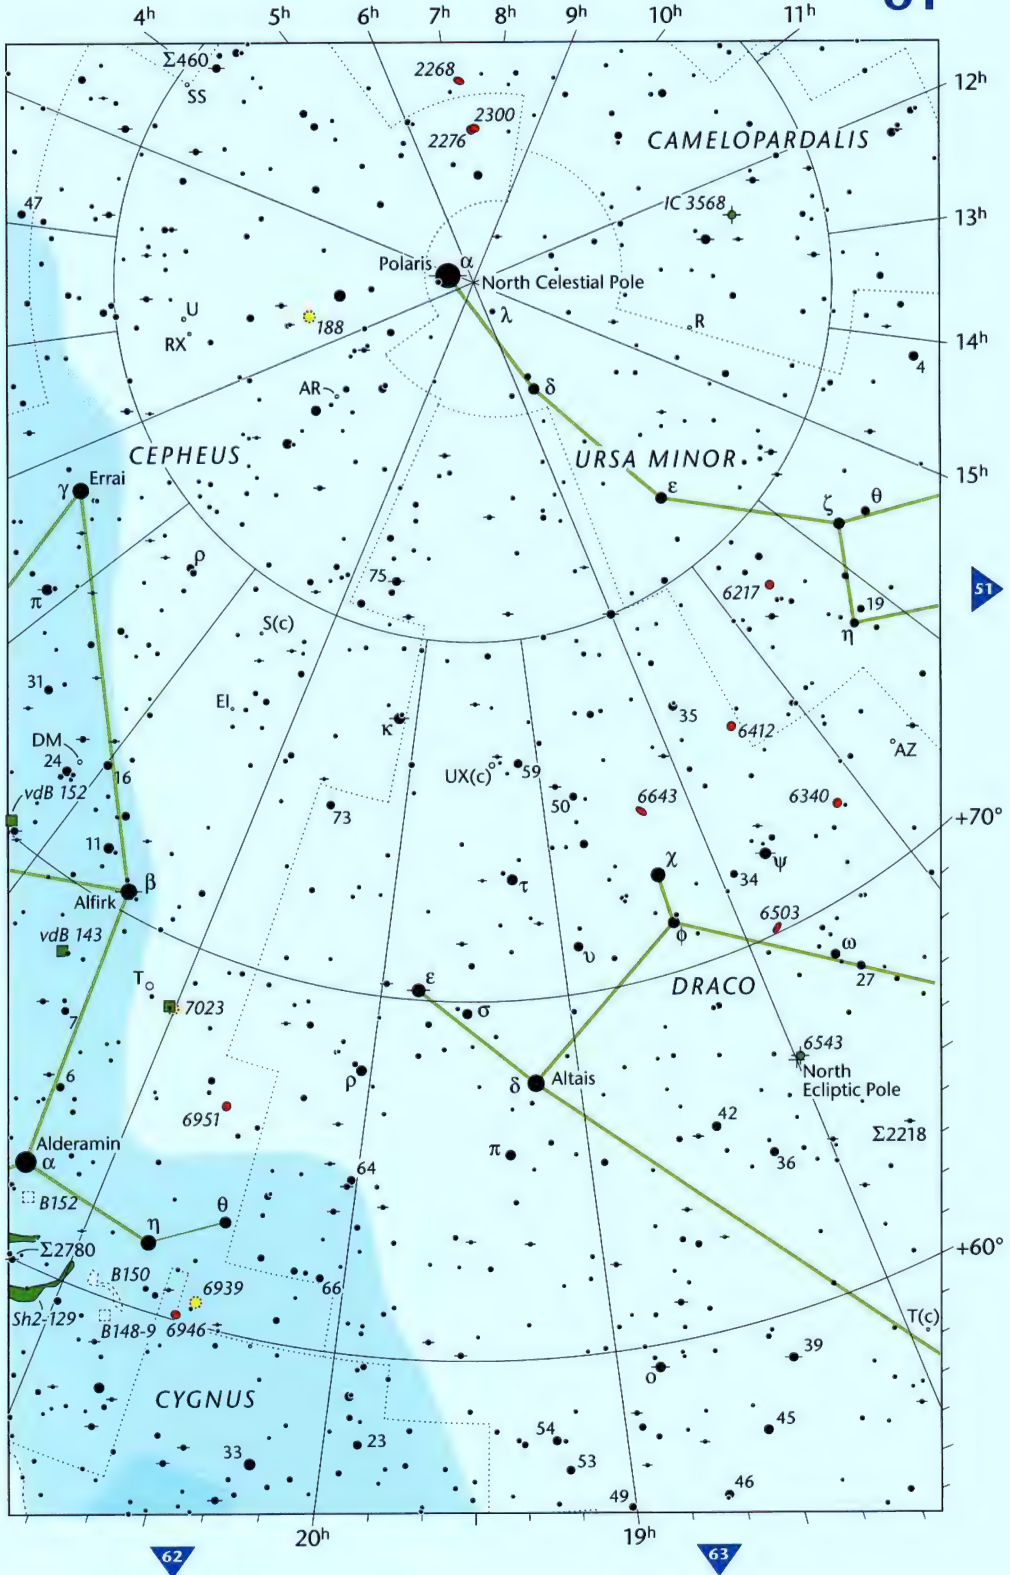 61
4h 5h 6h 7h 8h 9h 10h 11h
Σ460
SS
2268
2300
2276
12h
CAMELOPARDALIS
47
IC 3568
13h
Polaris α
North Celestial Pole
λ
U
188
R
RX
14h
4
AR
δ
CEPHEUS
URSA MINOR
15h
γ Errai
ε
ζ
θ
ρ
75
π
6217
51
19
η
S(c)
31
EI
κ
35
6412
AZ
DM
24
16
UX(c)
59
vdB 152
73
50
6643
6340
+70°
11
χ
ψ
34
β
Alfirk
τ
6503
φ
vdB 143
υ
ω
27
T
7023
ε
DRACO
σ
7
6543
North
Ecliptic Pole
ρ
δ Altais
6
6951
42
Σ2218
36
Alderamin
α
π
64
B152
θ
η
Σ2780
+60°
B150
6939
66
Sh2-129
B148-9
6946
T(c)
39
ο
CYGNUS
45
54
23
33
53
46
49
20h
19h
62
63